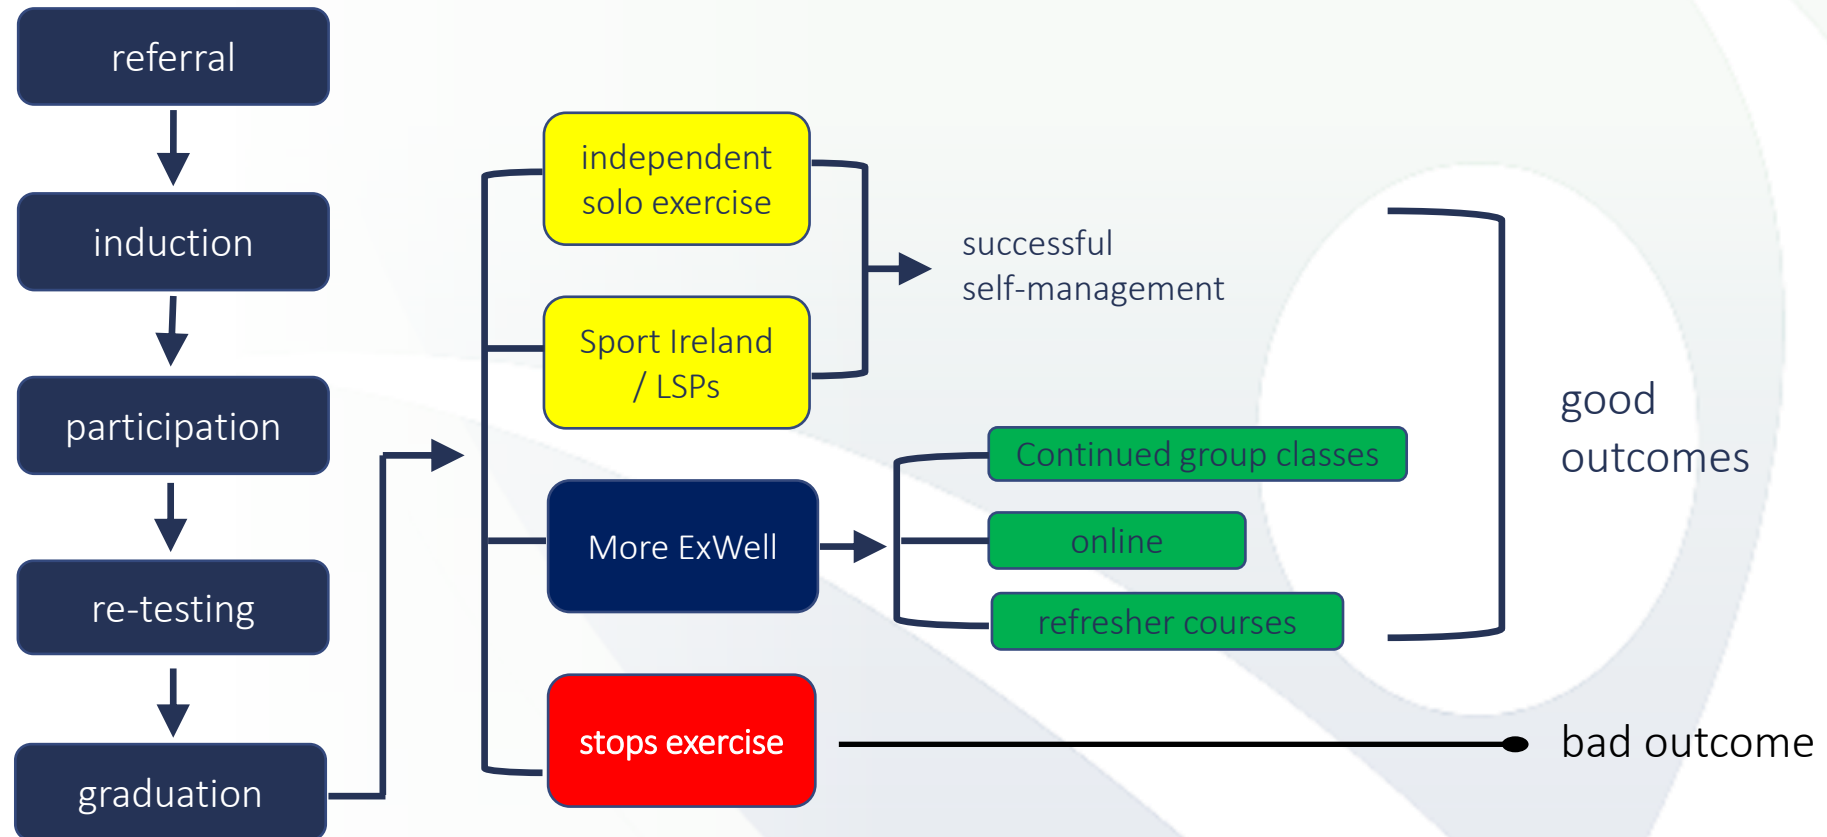 referral
induction
participation
re-testing
graduation
independent
solo exercise
Sport Ireland
/ LSPs
More ExWell
stops exercise
successful
self-management
Continued group classes
online
refresher courses
good
outcomes
bad outcome